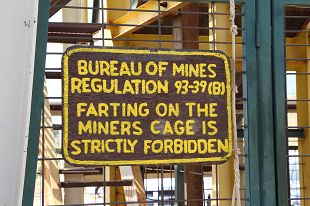 BUREAU OF MINES
REGULATION 93-39(B)
FARTING ON THE
MINERS CAGE IS
STRICTLY FORBIDDEN